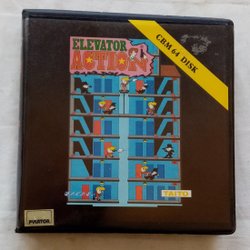 ELEVATOR
ACTION
CBM 64 DISK
TAITO